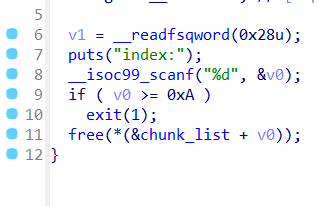 5
6 v1 = __readfsqword(0x28u);
7 puts("index:");
8 __isoc99_scanf("%d", &v0);
9 if ( v0 >= 0xA )
10 exit(1);
11 free(*(&chunk_list + v0));
12 }